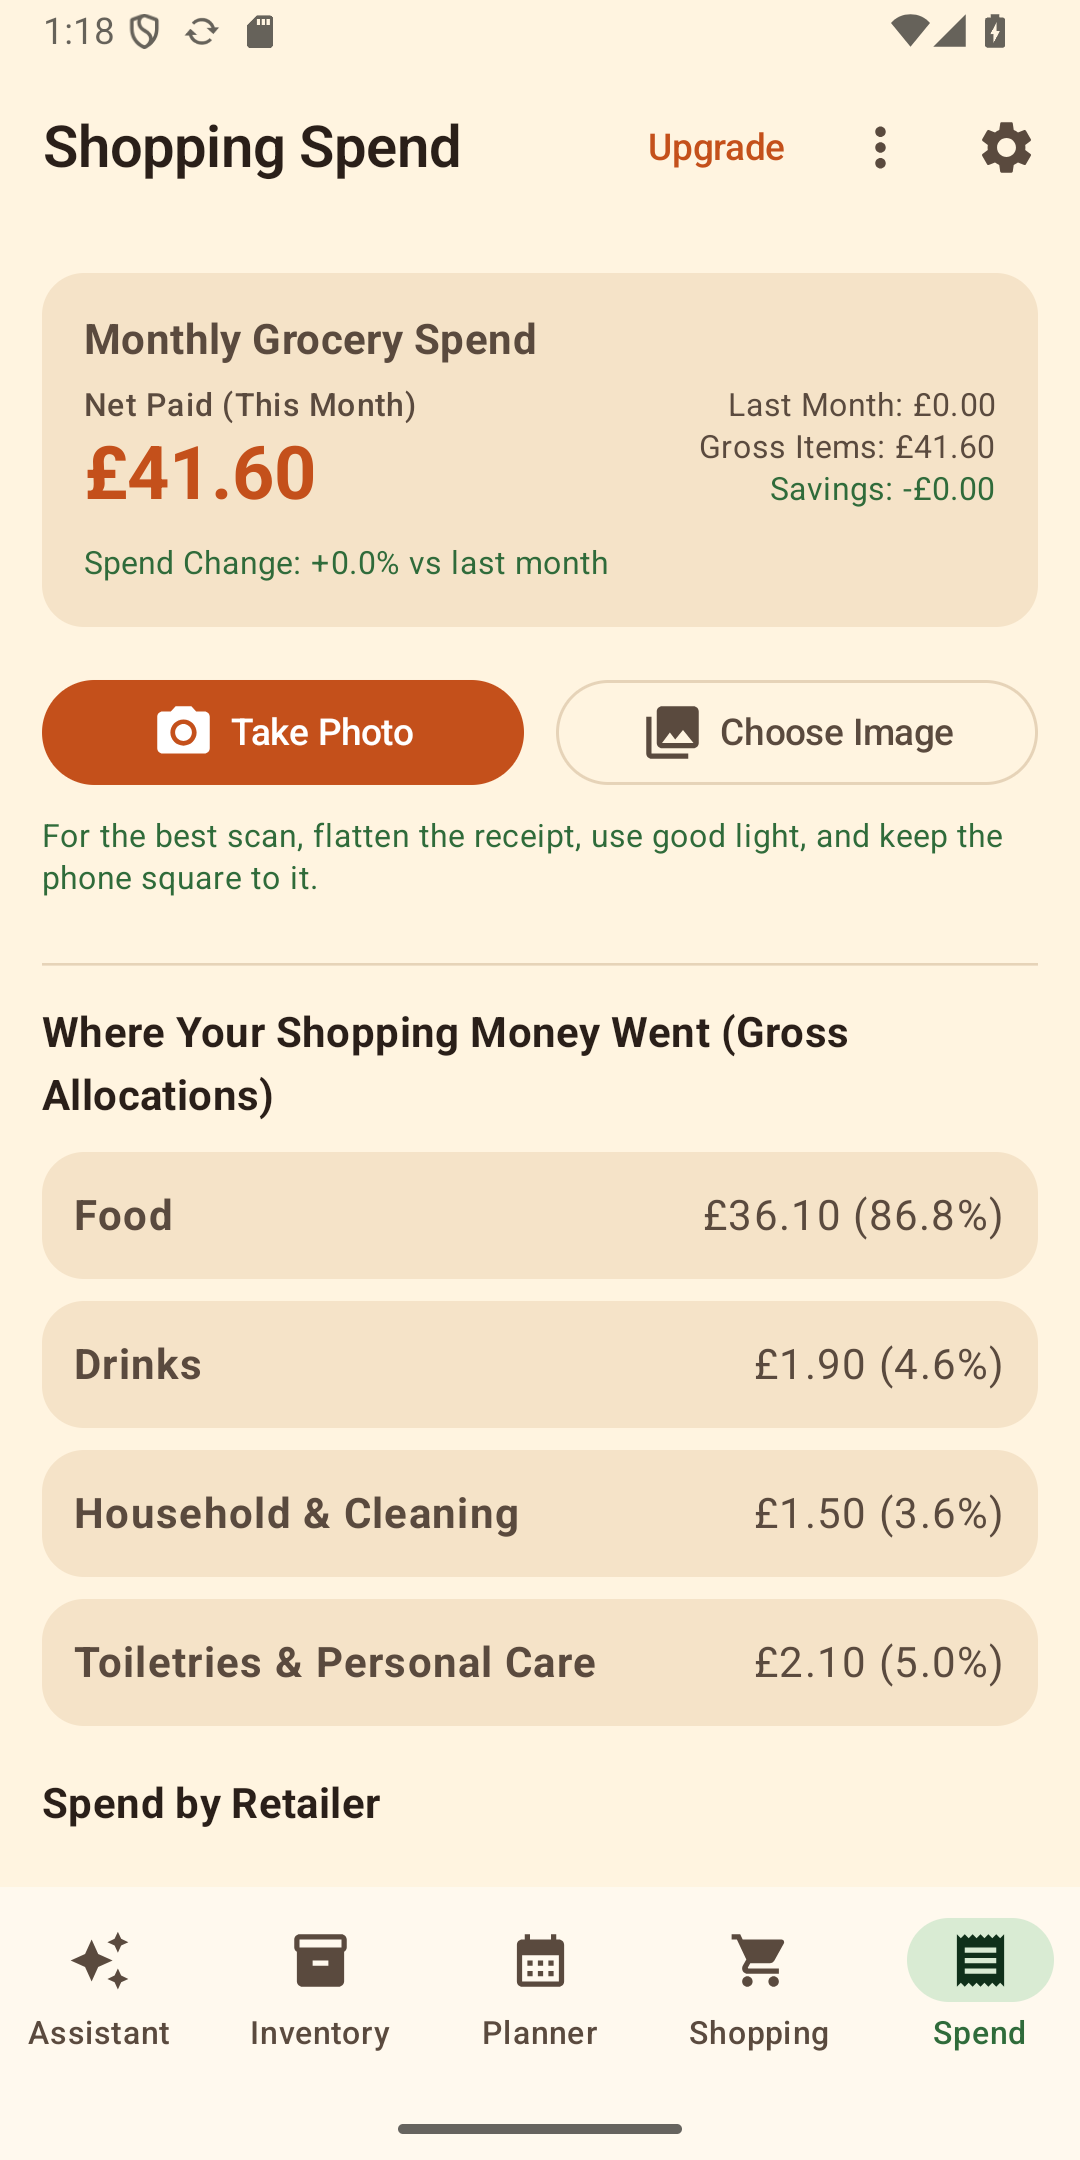 1:18
Shopping Spend
Upgrade
Monthly Grocery Spend
Net Paid (This Month)
£41.60
Last Month: £0.00
Gross Items: £41.60
Savings: -£0.00
Spend Change: +0.0% vs last month
Take Photo
Choose Image
For the best scan, flatten the receipt, use good light, and keep the
phone square to it.
Where Your Shopping Money Went (Gross
Allocations)
Food £36.10 (86.8%)
Drinks £1.90 (4.6%)
Household & Cleaning £1.50 (3.6%)
Toiletries & Personal Care £2.10 (5.0%)
Spend by Retailer
Assistant Inventory Planner Shopping Spend